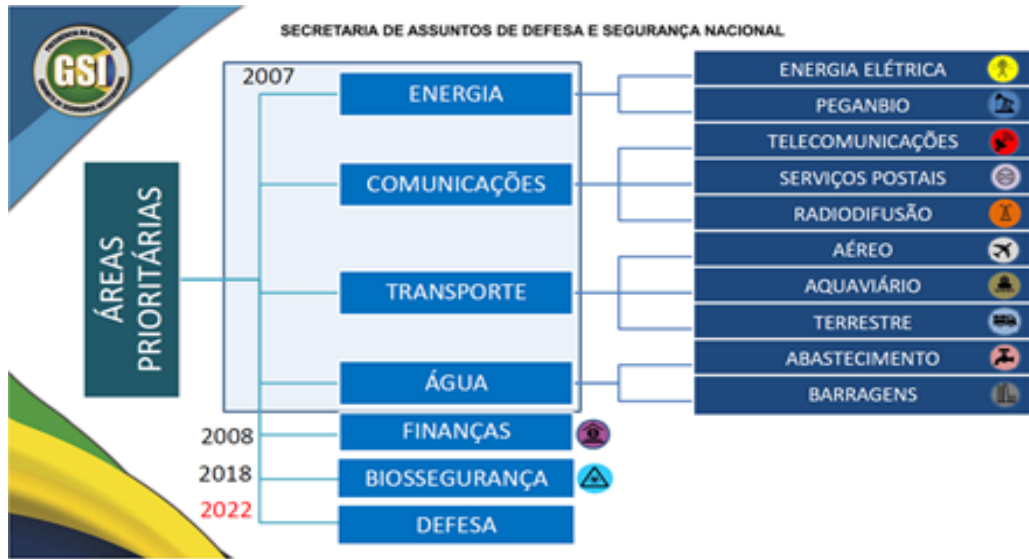 SECRETARIA DE ASSUNTOS DE DEFESA E SEGURANÇA NACIONAL
GSI
ÁREAS
PRIORITÁRIAS
2007
ENERGIA
COMUNICAÇÕES
TRANSPORTE
ÁGUA
2008
FINANÇAS
2018
BIOSSEGURANÇA
2022
DEFESA
ENERGIA ELÉTRICA
PEGANBIO
TELECOMUNICAÇÕES
SERVIÇOS POSTAIS
RADIODIFUSÃO
AÉREO
AQUAVIÁRIO
TERRESTRE
ABASTECIMENTO
BARRAGENS